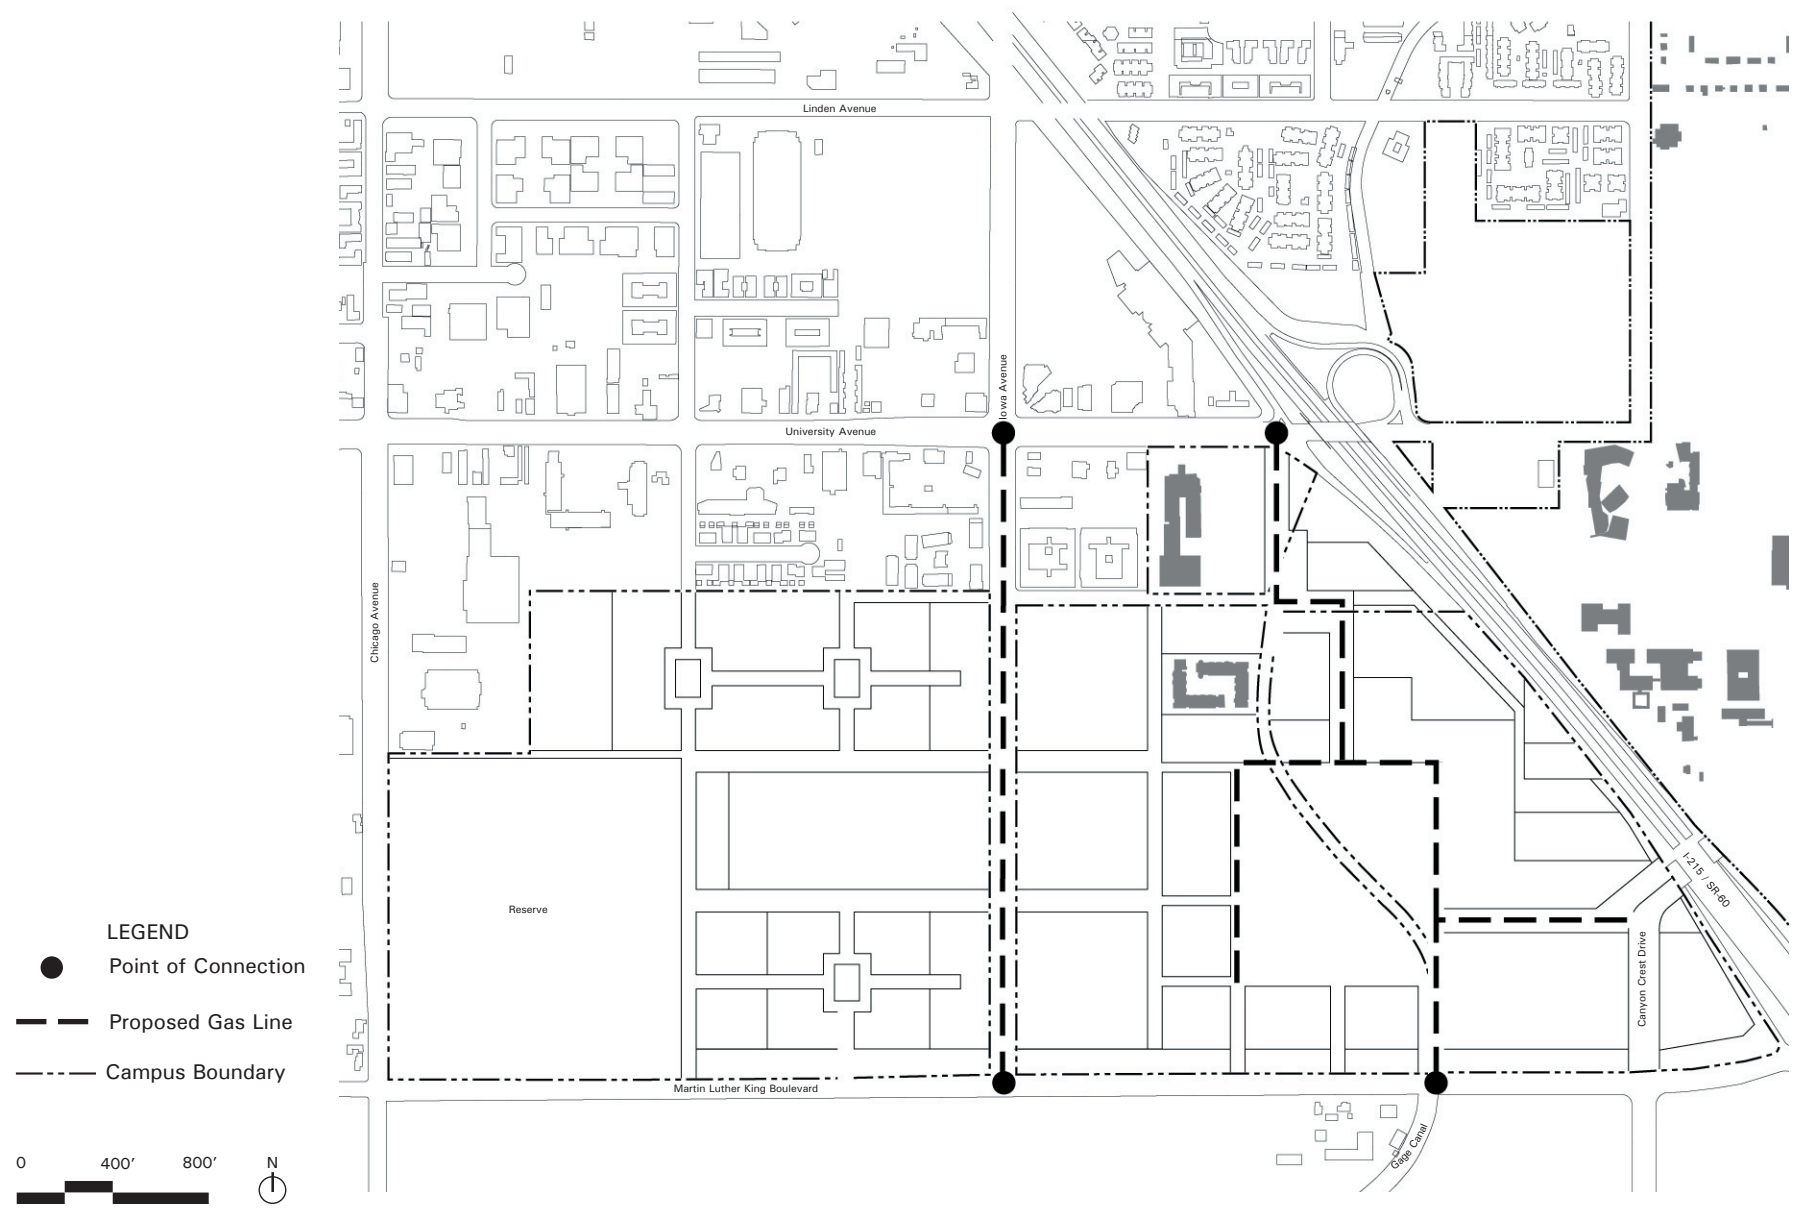 Linden Avenue
Iowa Avenue
University Avenue
Chicago Avenue
I-215 / SR-60
Reserve
Canyon Crest Drive
Martin Luther King Boulevard
Gage Canal
LEGEND
Point of Connection
Proposed Gas Line
Campus Boundary
0 400’ 800’ N